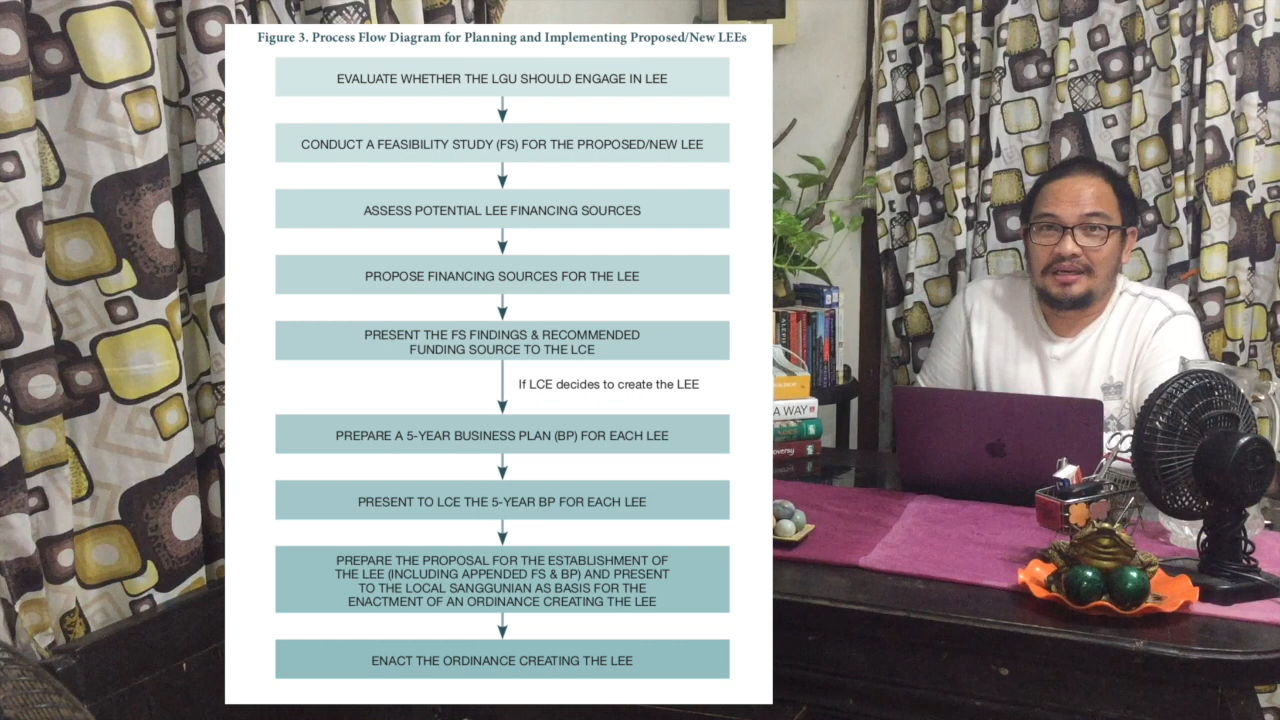 Figure 3. Process Flow Diagram for Planning and Implementing Proposed/New LEEs
EVALUATE WHETHER THE LGU SHOULD ENGAGE IN LEE
CONDUCT A FEASIBILITY STUDY (FS) FOR THE PROPOSED/NEW LEE
ASSESS POTENTIAL LEE FINANCING SOURCES
PROPOSE FINANCING SOURCES FOR THE LEE
PRESENT THE FS FINDINGS & RECOMMENDED
FUNDING SOURCE TO THE LCE
If LCE decides to create the LEE
PREPARE A 5-YEAR BUSINESS PLAN (BP) FOR EACH LEE
PRESENT TO LCE THE 5-YEAR BP FOR EACH LEE
PREPARE THE PROPOSAL FOR THE ESTABLISHMENT OF
THE LEE (INCLUDING APPENDED FS & BP) AND PRESENT
TO THE LOCAL SANGGUNIAN AS BASIS FOR THE
ENACTMENT OF AN ORDINANCE CREATING THE LEE
ENACT THE ORDINANCE CREATING THE LEE
A WAY